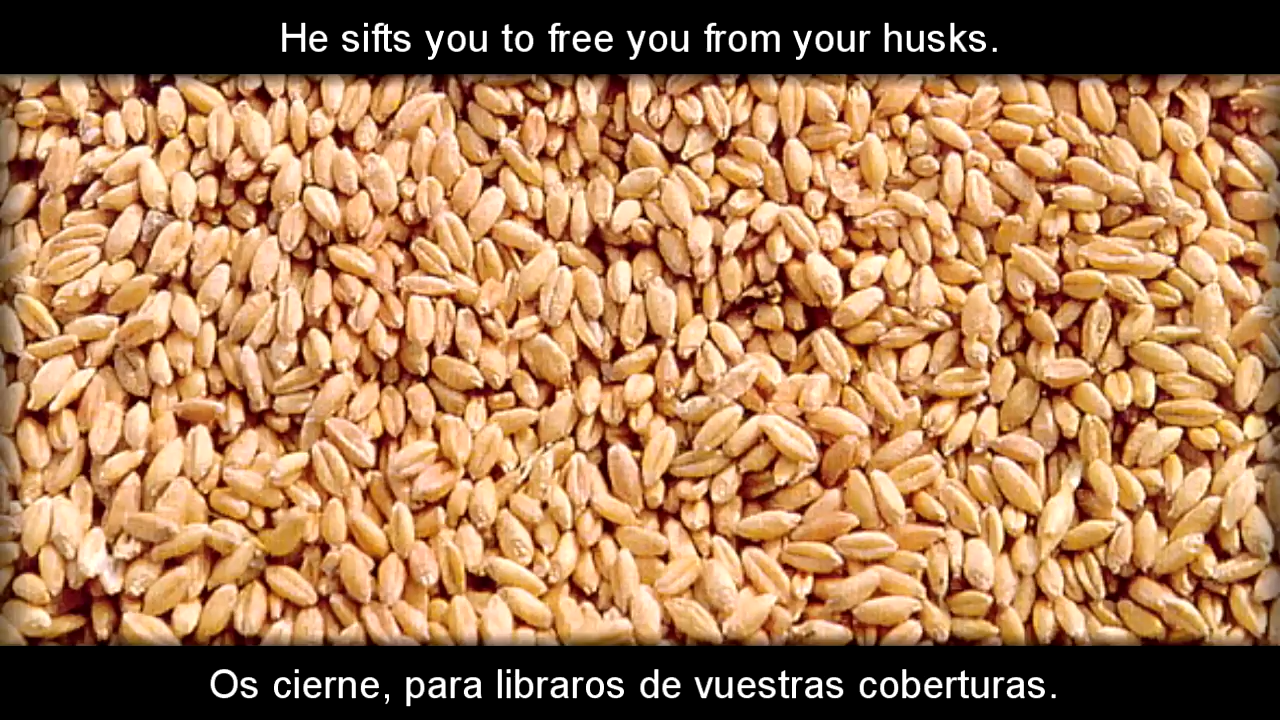 He sifts you to free you from your husks.
Os cierne, para libraros de vuestras coberturas.